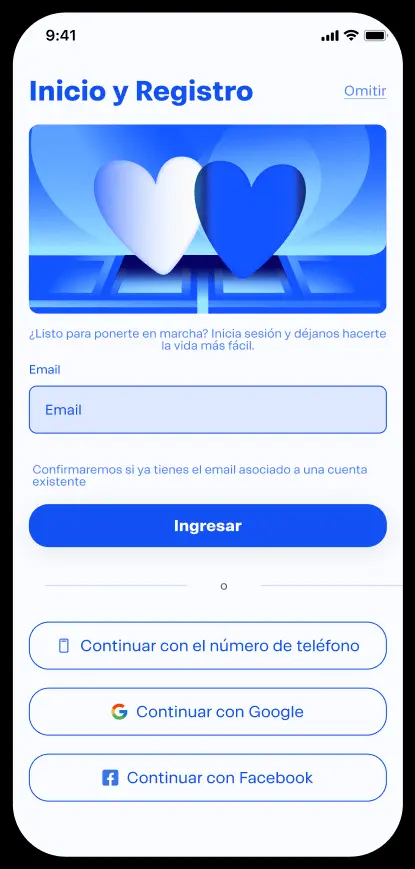 9:41
Inicio y Registro
Omitir
¿Listo para ponerte en marcha? Inicia sesión y déjanos hacerte
la vida más fácil.
Email
Email
Confirmaremos si ya tienes el email asociado a una cuenta
existente
Ingresar
o
Continuar con el número de teléfono
Continuar con Google
Continuar con Facebook